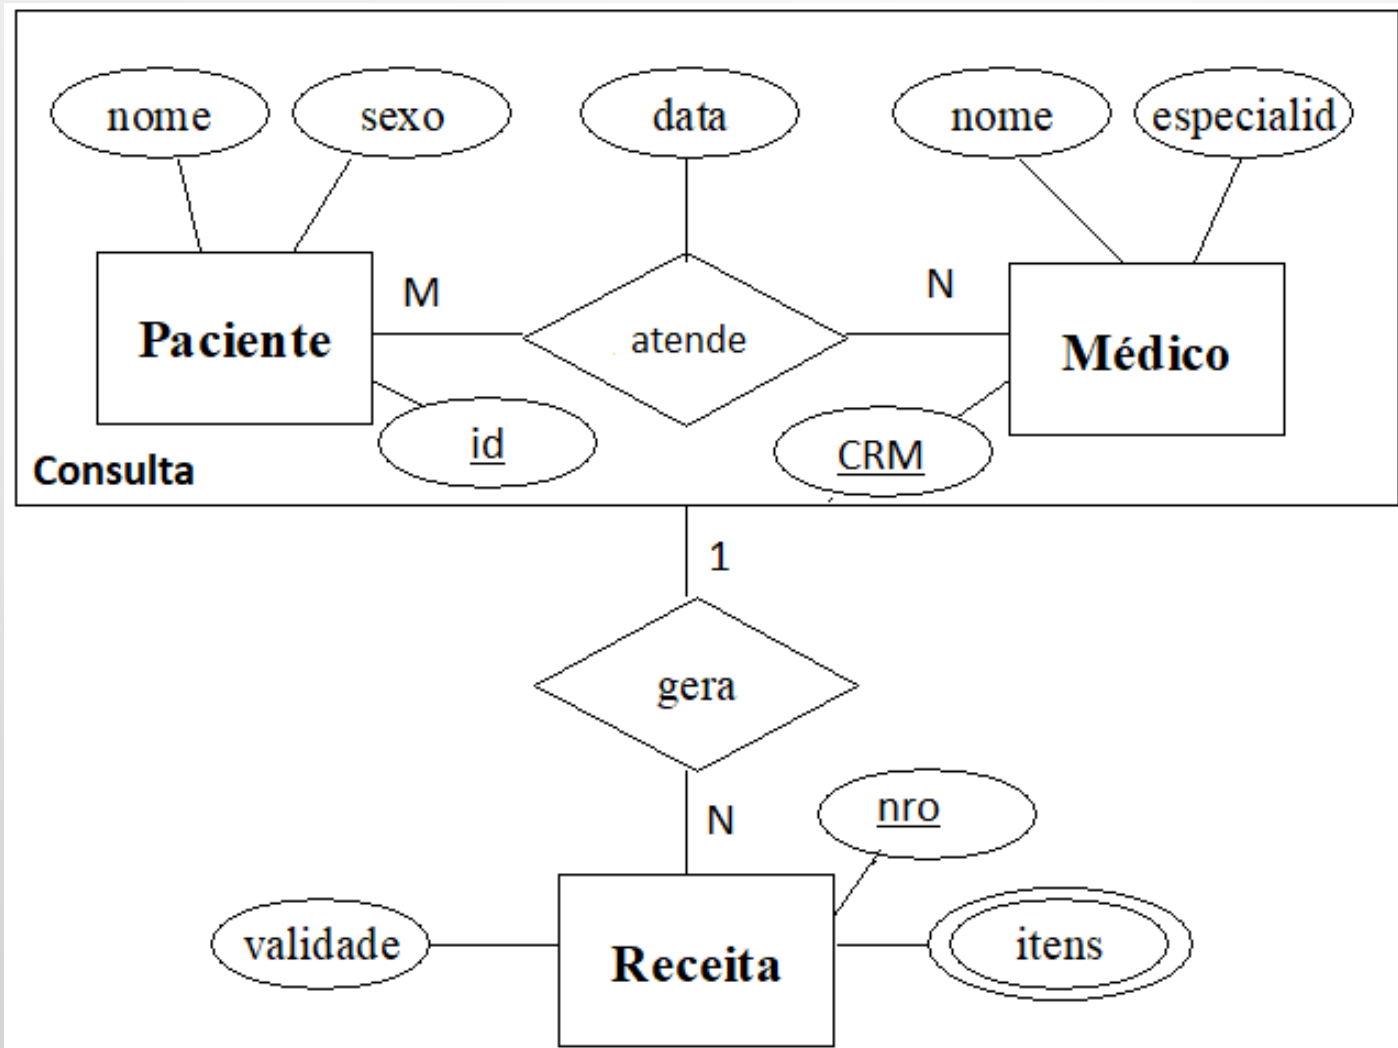 nome
sexo
data
nome
especialid
M
N
Paciente
atende
Médico
id
CRM
Consulta
1
gera
N
nro
validade
Receita
itens